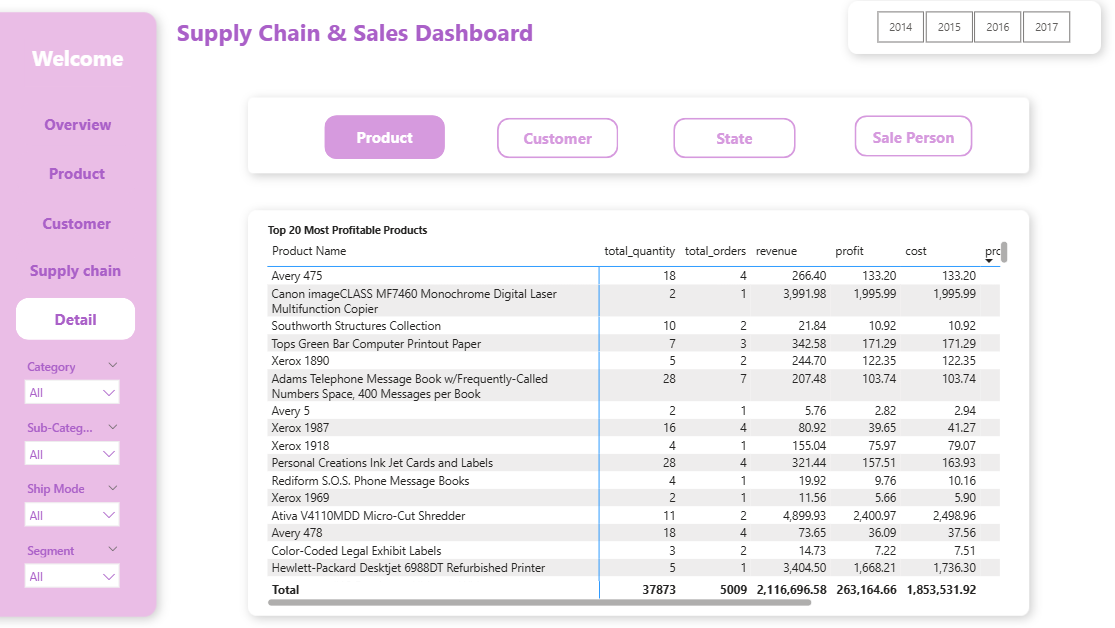 Welcome
Overview
Product
Customer
Supply chain
Detail
Category
All
Sub-Categ...
All
Ship Mode
All
Segment
All
Supply Chain & Sales Dashboard
2014 2015 2016 2017
Product Customer State Sale Person
Top 20 Most Profitable Products
Product Name total_quantity total_orders revenue profit cost pro
Avery 475 18 4 266.40 133.20 133.20
Canon imageCLASS MF7460 Monochrome Digital Laser 2 1 3,991.98 1,995.99 1,995.99
Multifunction Copier
Southworth Structures Collection 10 2 21.84 10.92 10.92
Tops Green Bar Computer Printout Paper 7 3 342.58 171.29 171.29
Xerox 1890 5 2 244.70 122.35 122.35
Adams Telephone Message Book w/Frequently-Called 28 7 207.48 103.74 103.74
Numbers Space, 400 Messages per Book
Avery 5 2 1 5.76 2.82 2.94
Xerox 1987 16 4 80.92 39.65 41.27
Xerox 1918 4 1 155.04 75.97 79.07
Personal Creations Ink Jet Cards and Labels 28 4 321.44 157.51 163.93
Rediform S.O.S. Phone Message Books 4 1 19.92 9.76 10.16
Xerox 1969 2 1 11.56 5.66 5.90
Ativa V4110MDD Micro-Cut Shredder 11 2 4,899.93 2,400.97 2,498.96
Avery 478 18 4 73.65 36.09 37.56
Color-Coded Legal Exhibit Labels 3 2 14.73 7.22 7.51
Hewlett-Packard Deskjet 6988DT Refurbished Printer 5 1 3,404.50 1,668.21 1,736.30
Total 37873 5009 2,116,696.58 263,164.66 1,853,531.92